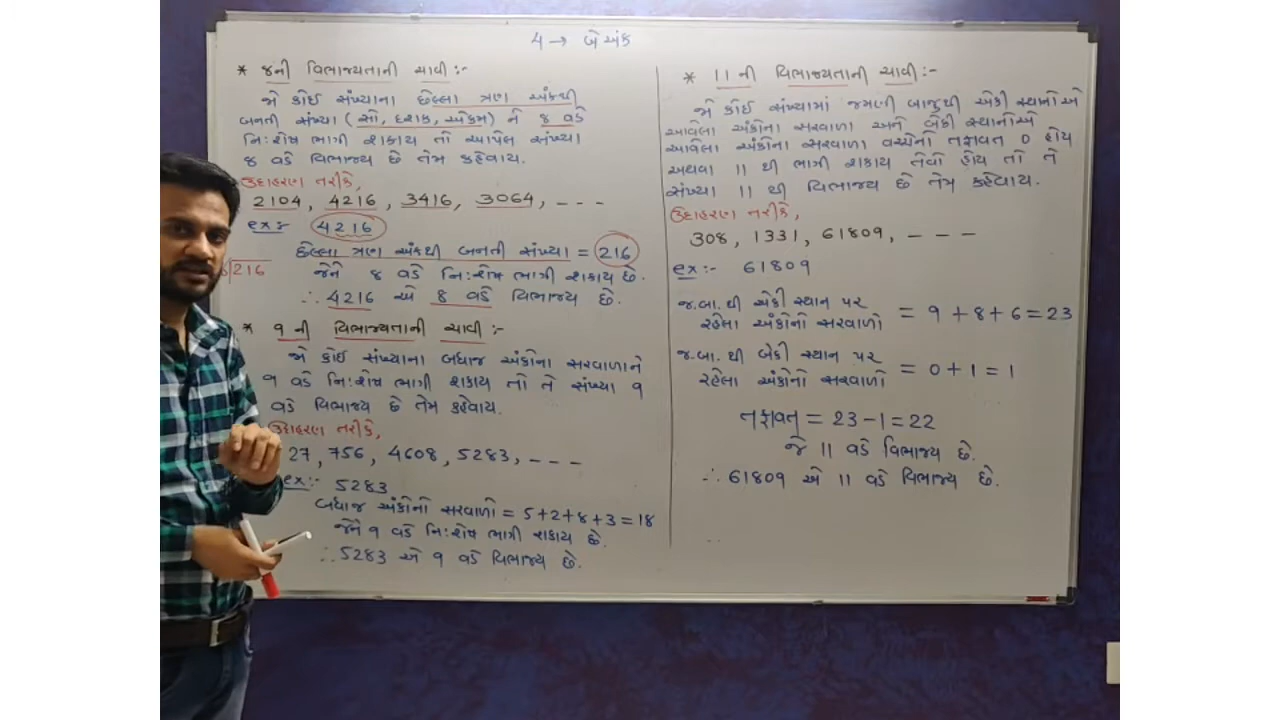 4 → બે અંક
* 8ની વિભાજ્યતાની ચાવી :-
જો કોઈ સંખ્યાના છેલ્લા ત્રણ અંકથી
બનતી સંખ્યા (સો, દશક, એકમ) ને 8 વડે
નિ:શેષ ભાગી શકાય તો આપેલ સંખ્યા
8 વડે વિભાજ્ય છે તેમ કહેવાય.
ઉદાહરણ તરીકે,
2104, 4216, 3416, 3064, - - -
ex:- 4216
છેલ્લા ત્રણ અંકથી બનતી સંખ્યા = 216
જેને 8 વડે નિ:શેષ ભાગી શકાય છે.
∴ 4216 એ 8 વડે વિભાજ્ય છે.
* 9 ની વિભાજ્યતાની ચાવી :-
જો કોઈ સંખ્યાના બધાજ અંકોના સરવાળાને
9 વડે નિ:શેષ ભાગી શકાય તો તે સંખ્યા 9
વડે વિભાજ્ય છે તેમ કહેવાય.
ઉદાહરણ તરીકે,
27, 756, 4608, 5283, - - -
ex:- 5283
બધાજ અંકોનો સરવાળો = 5+2+8+3=18
જેને 9 વડે નિ:શેષ ભાગી શકાય છે.
∴ 5283 એ 9 વડે વિભાજ્ય છે.
* 11 ની વિભાજ્યતાની ચાવી :-
જો કોઈ સંખ્યામાં જમણી બાજુથી એકી સ્થાનોએ
આવેલા અંકોના સરવાળા અને બેકી સ્થાનોએ
આવેલા અંકોના સરવાળા વચ્ચેનો તફાવત 0 હોય
અથવા 11 થી ભાગી શકાય તેવો હોય તો તે
સંખ્યા 11 થી વિભાજ્ય છે તેમ કહેવાય.
ઉદાહરણ તરીકે,
308, 1331, 61809, - - -
ex:- 61809
જ.બા.થી એકી સ્થાન પર
રહેલા અંકોનો સરવાળો = 9+8+6=23
જ.બા.થી બેકી સ્થાન પર
રહેલા અંકોનો સરવાળો = 0+1=1
તફાવત = 23-1=22
જે 11 વડે વિભાજ્ય છે.
∴ 61809 એ 11 વડે વિભાજ્ય છે.